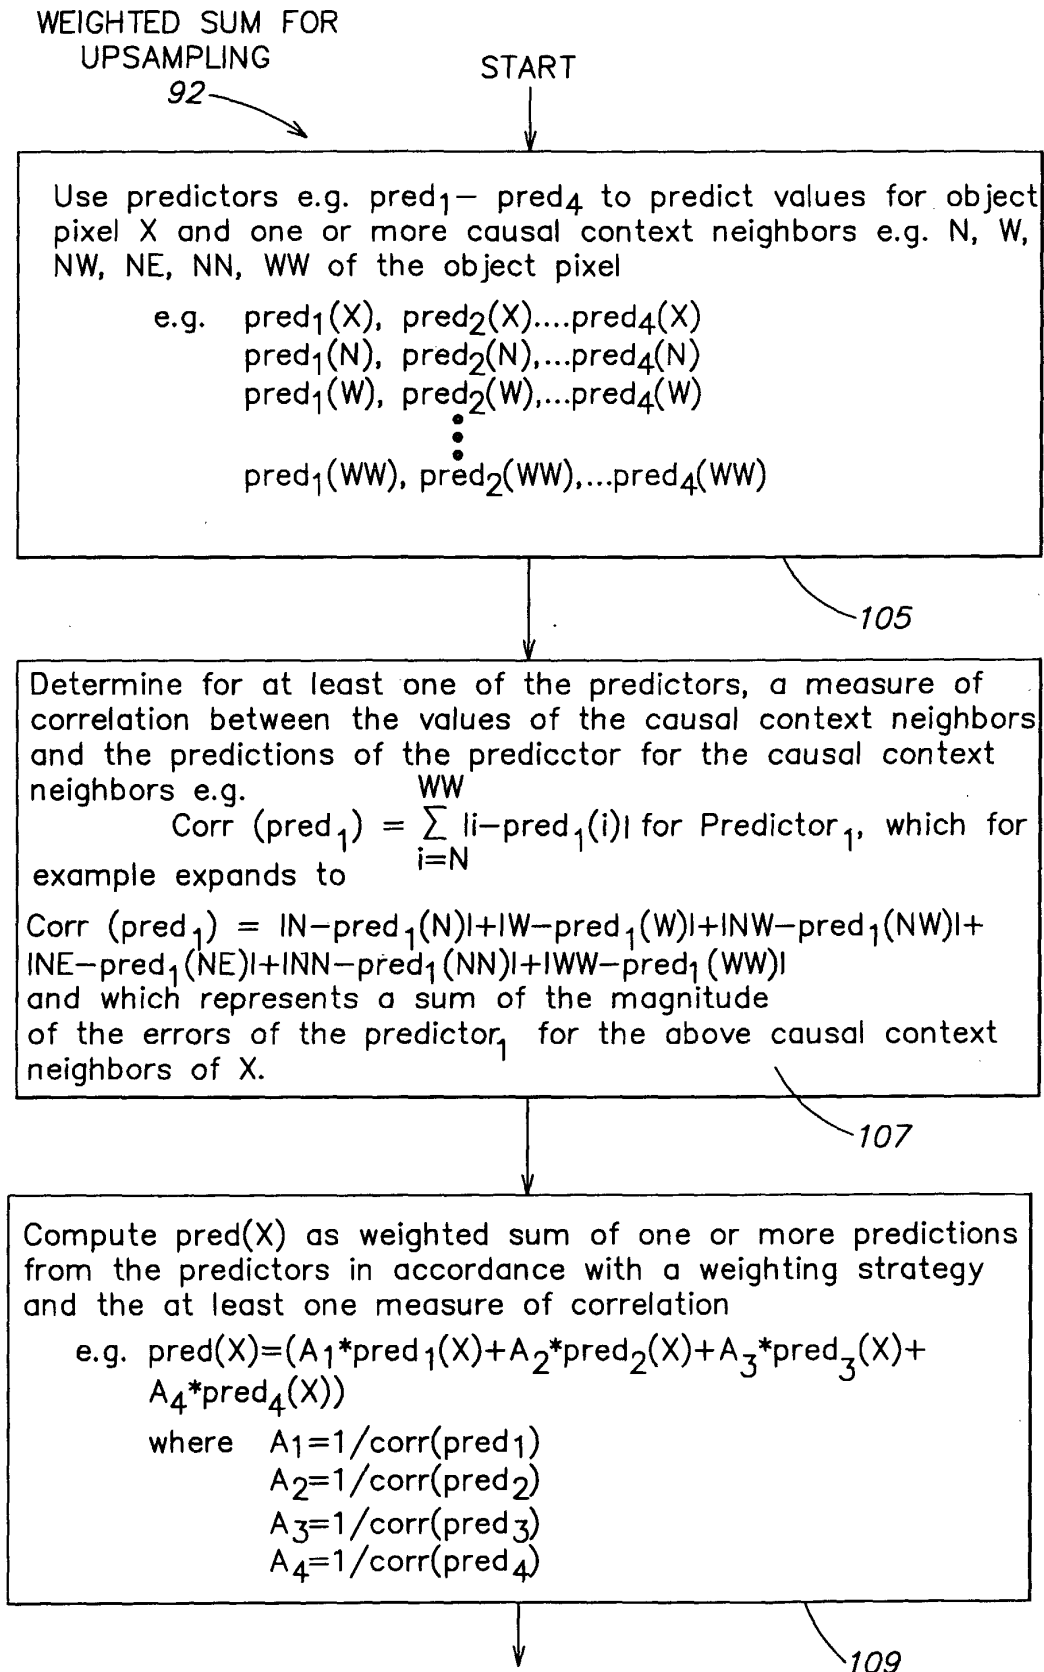 WEIGHTED SUM FOR
UPSAMPLING
92
START
Use predictors e.g. pred1– pred4 to predict values for object
pixel X and one or more causal context neighbors e.g. N, W,
NW, NE, NN, WW of the object pixel
e.g. pred1(X), pred2(X)....pred4(X)
pred1(N), pred2(N),...pred4(N)
pred1(W), pred2(W),...pred4(W)
pred1(WW), pred2(WW),...pred4(WW)
105
Determine for at least one of the predictors, a measure of
correlation between the values of the causal context neighbors
and the predictions of the predicctor for the causal context
neighbors e.g.
WW
Corr (pred1) = ∑ |i–pred1(i)| for Predictor1, which for
i=N
example expands to
Corr (pred1) = |N–pred1(N)|+|W–pred1(W)|+|NW–pred1(NW)|+
|NE–pred1(NE)|+|NN–pred1(NN)|+|WW–pred1(WW)|
and which represents a sum of the magnitude
of the errors of the predictor1 for the above causal context
neighbors of X.
107
Compute pred(X) as weighted sum of one or more predictions
from the predictors in accordance with a weighting strategy
and the at least one measure of correlation
e.g. pred(X)=(A1*pred1(X)+A2*pred2(X)+A3*pred3(X)+
A4*pred4(X))
where A1=1/corr(pred1)
A2=1/corr(pred2)
A3=1/corr(pred3)
A4=1/corr(pred4)
109